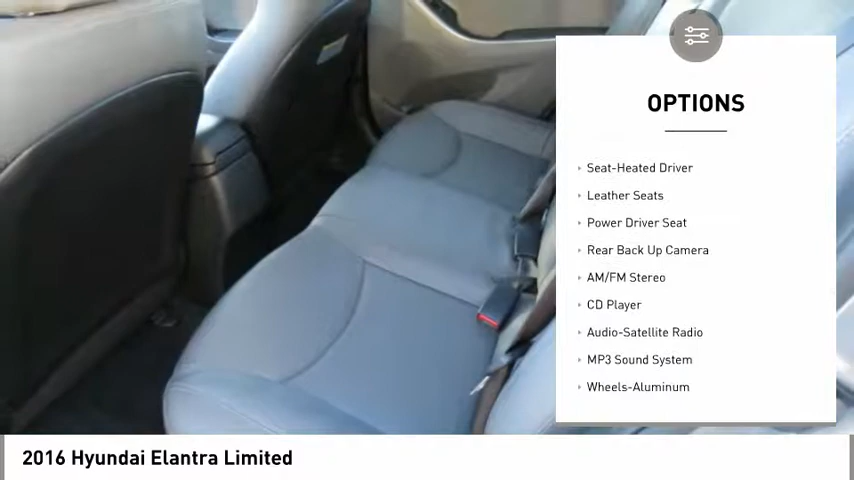 OPTIONS
Seat-Heated Driver
Leather Seats
Power Driver Seat
Rear Back Up Camera
AM/FM Stereo
CD Player
Audio-Satellite Radio
MP3 Sound System
Wheels-Aluminum
2016 Hyundai Elantra Limited